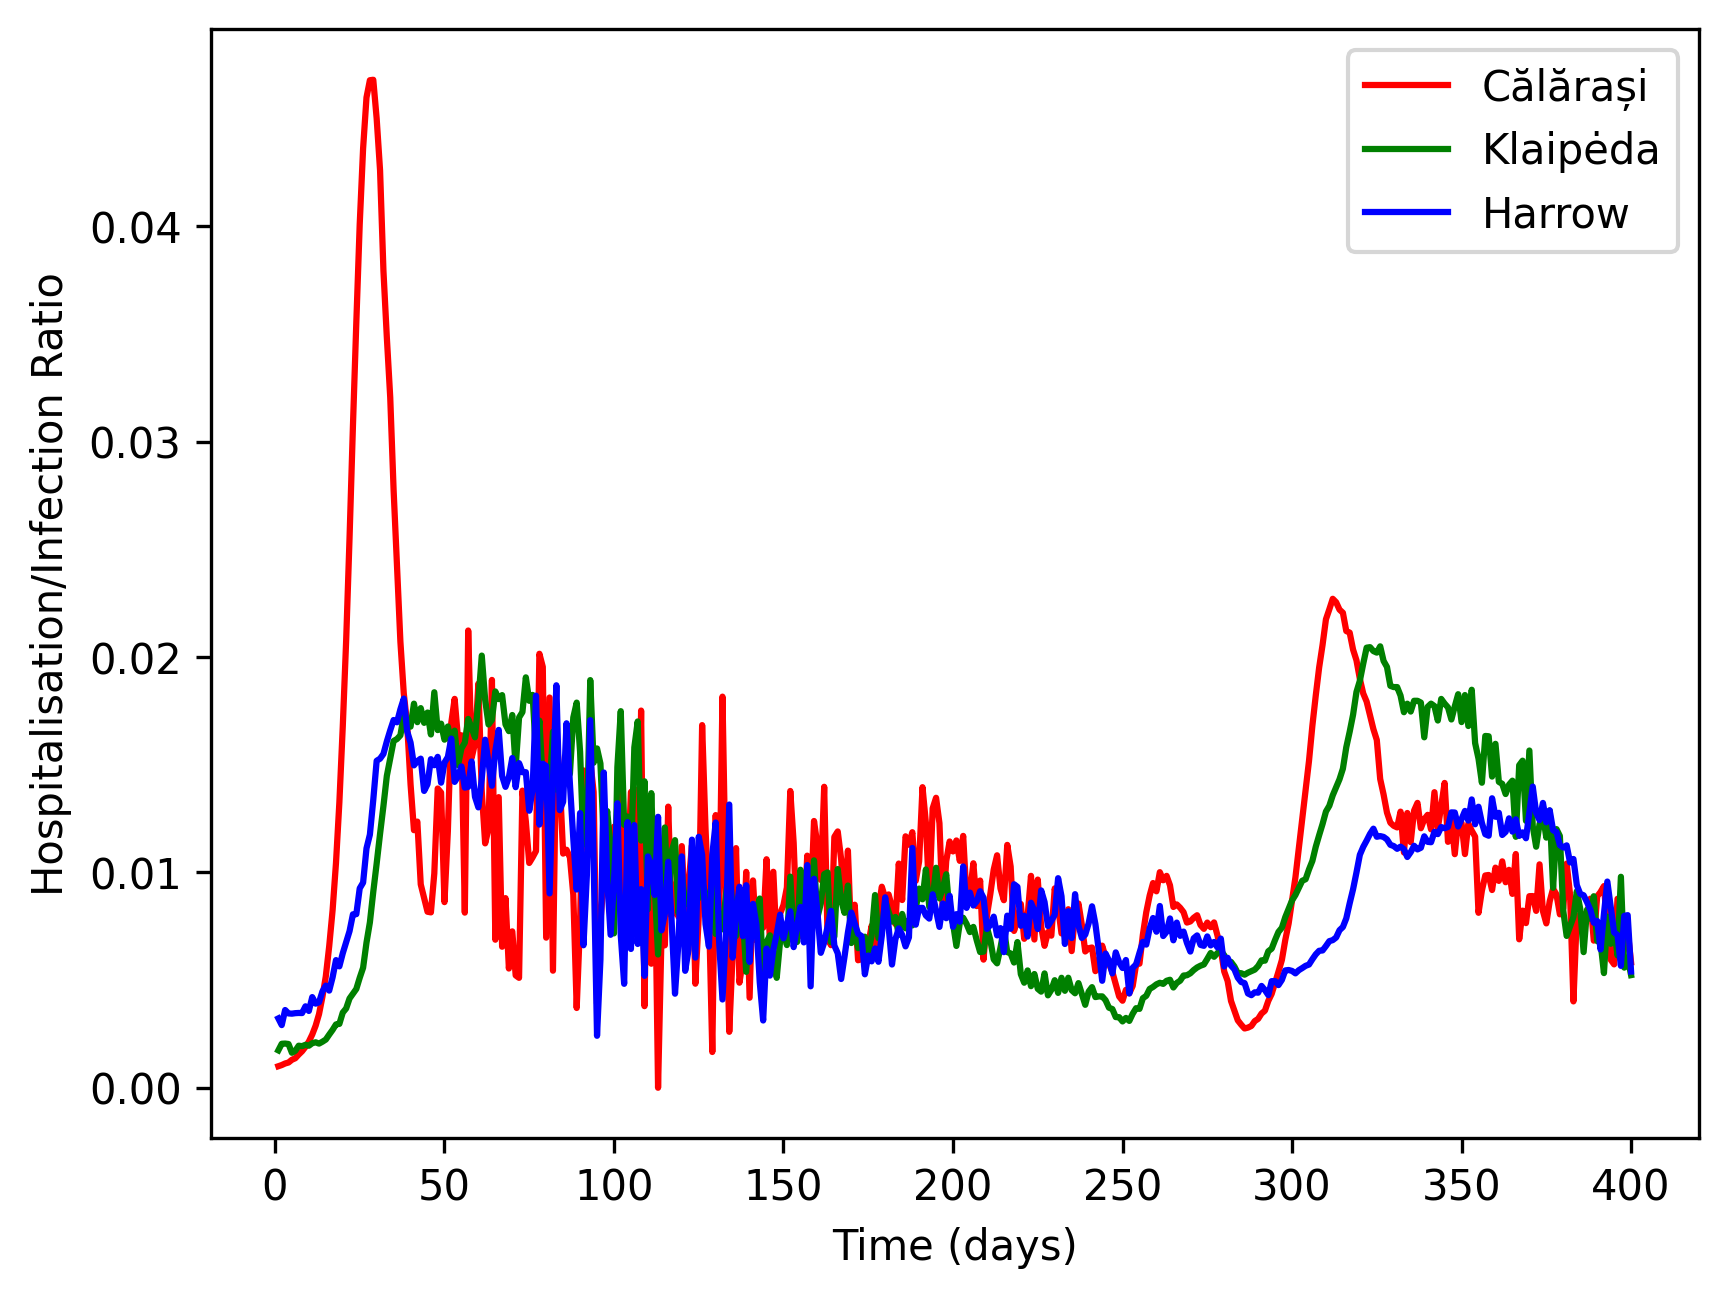 Călărași
Klaipėda
Harrow
Hospitalisation/Infection Ratio
0.04
0.03
0.02
0.01
0.00
0 50 100 150 200 250 300 350 400
Time (days)